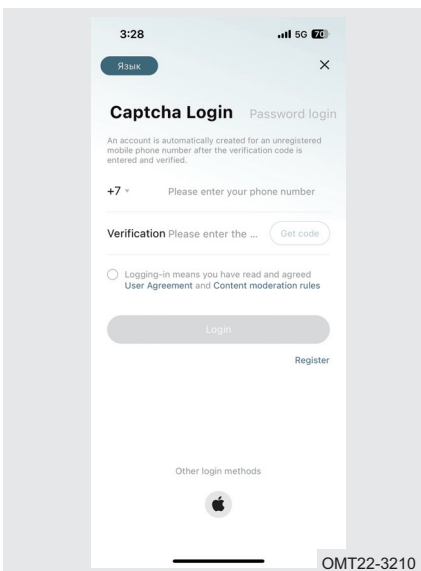 3:28 5G 70
Язык
Captcha Login Password login
An account is automatically created for an unregistered
mobile phone number after the verification code is
entered and verified.
+7 Please enter your phone number
Verification Please enter the ... Get code
Logging-in means you have read and agreed
User Agreement and Content moderation rules
Login
Register
Other login methods
OMT22-3210